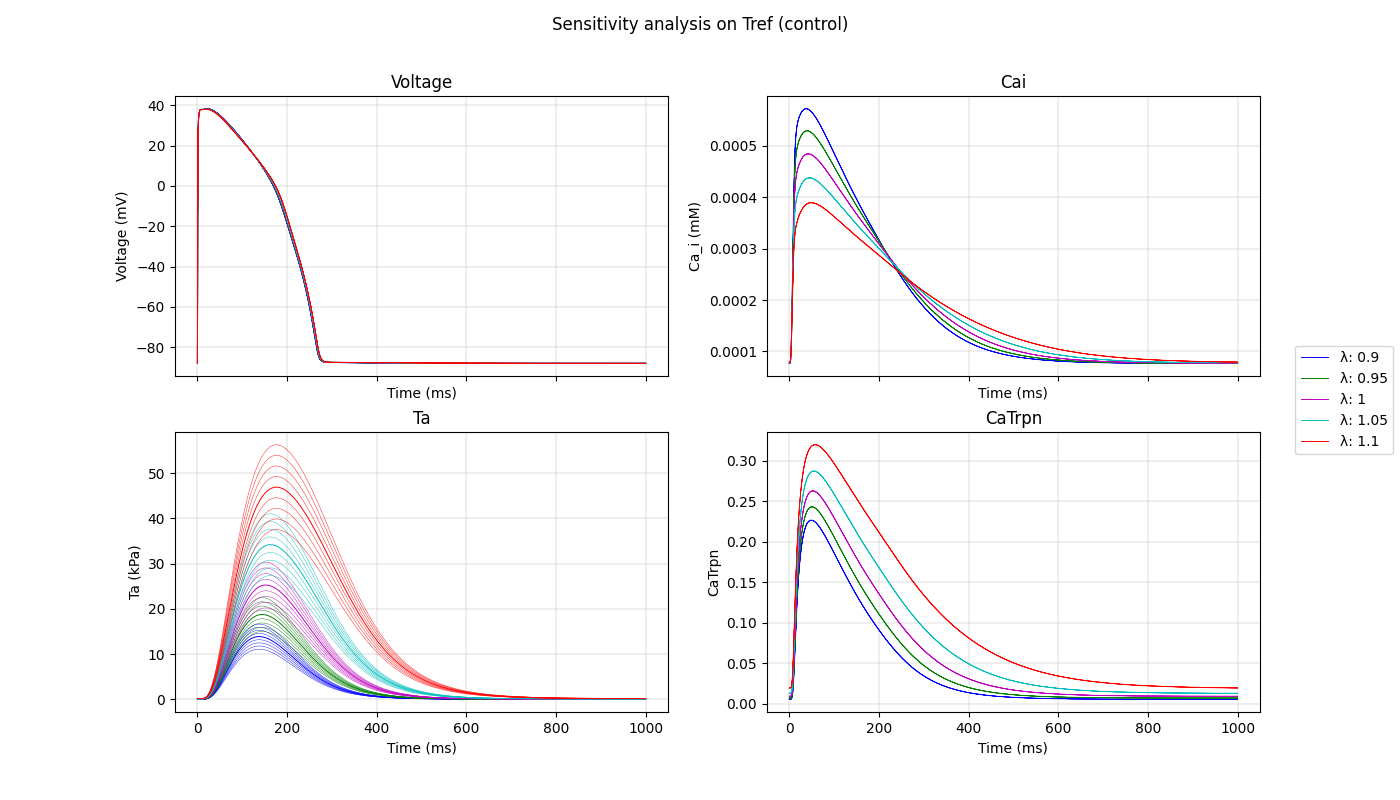 Sensitivity analysis on Tref (control)
Voltage
40
20
0
−20
−40
−60
−80
Voltage (mV)
Time (ms)
Cai
0.0005
0.0004
0.0003
0.0002
0.0001
Ca_i (mM)
Time (ms)
Ta
50
40
30
20
10
0
Ta (kPa)
0 200 400 600 800 1000
Time (ms)
CaTrpn
0.30
0.25
0.20
0.15
0.10
0.05
0.00
CaTrpn
0 200 400 600 800 1000
Time (ms)
λ: 0.9
λ: 0.95
λ: 1
λ: 1.05
λ: 1.1